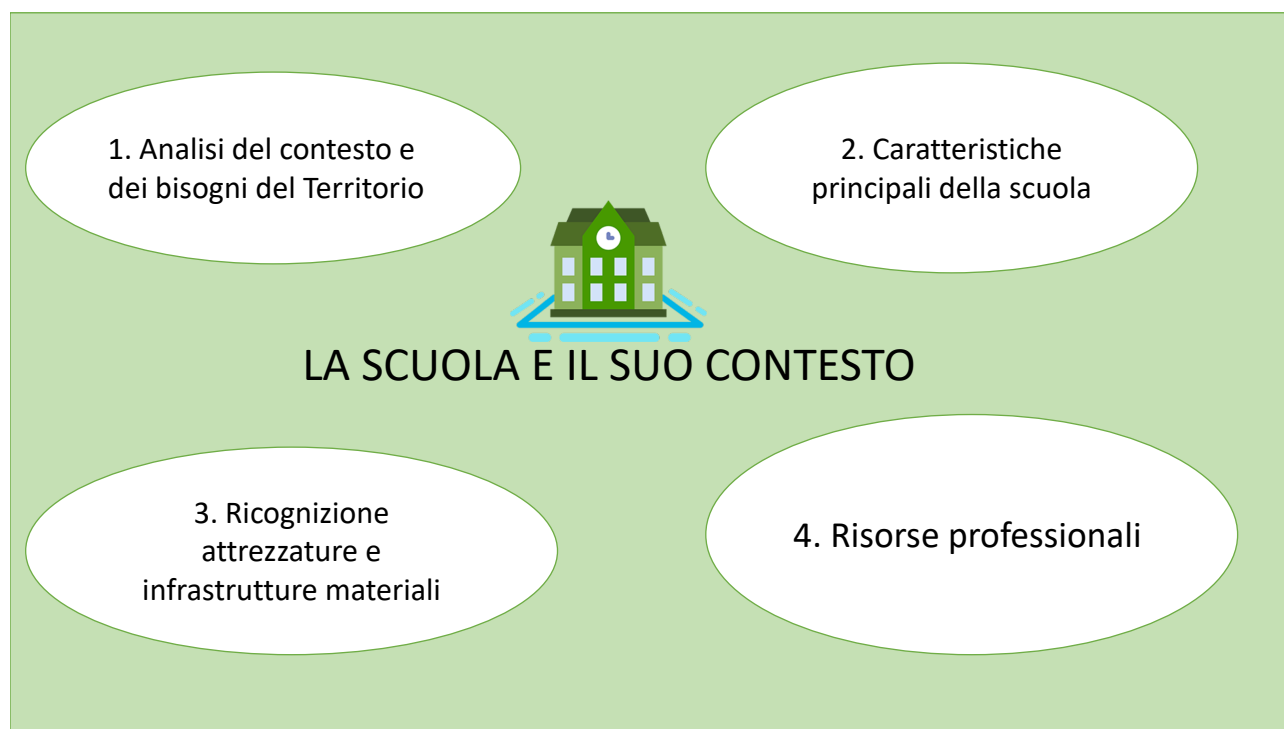 1. Analisi del contesto e
dei bisogni del Territorio
2. Caratteristiche
principali della scuola
LA SCUOLA E IL SUO CONTESTO
3. Ricognizione
attrezzature e
infrastrutture materiali
4. Risorse professionali